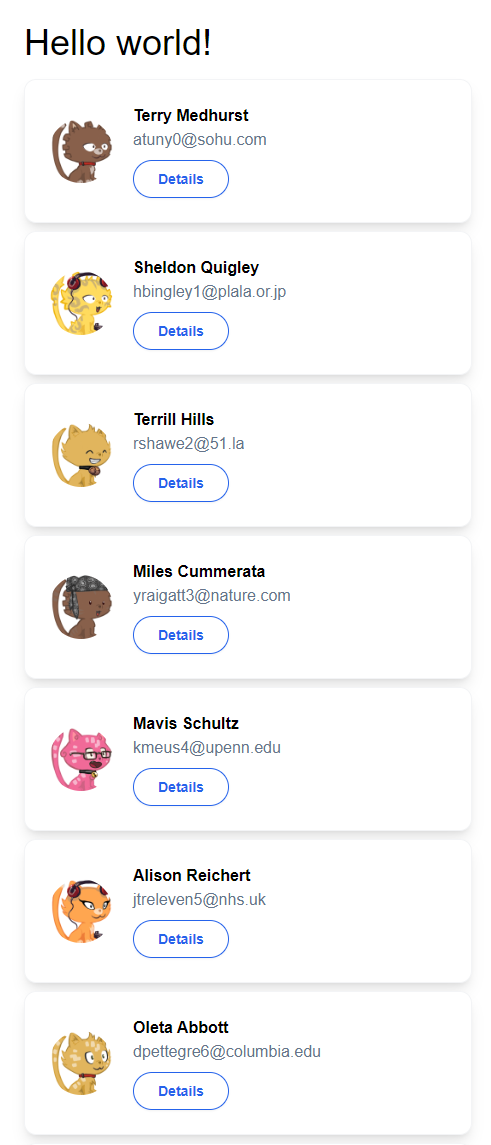 Hello world!
Terry Medhurst
atuny0@sohu.com
Details
Sheldon Quigley
hbingley1@plala.or.jp
Details
Terrill Hills
rshawe2@51.la
Details
Miles Cummerata
yraigatt3@nature.com
Details
Mavis Schultz
kmeus4@upenn.edu
Details
Alison Reichert
jtreleven5@nhs.uk
Details
Oleta Abbott
dpettegre6@columbia.edu
Details